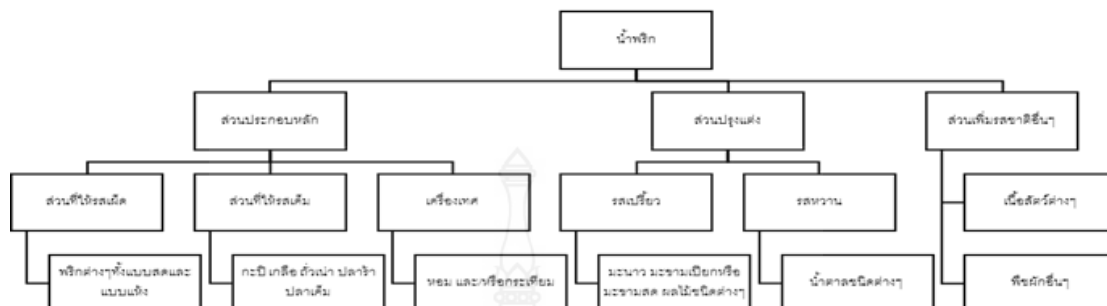 น้ำพริก
ส่วนประกอบหลัก
ส่วนปรุงแต่ง
ส่วนเพิ่มรสชาติอื่นๆ
ส่วนที่ให้รสเผ็ด
ส่วนที่ให้รสเค็ม
เครื่องเทศ
รสเปรี้ยว
รสหวาน
เนื้อสัตว์ต่างๆ
พริกต่างๆทั้งแบบสดและ
แบบแห้ง
กะปิ เกลือ ถั่วเน่า ปลาร้า
ปลาเค็ม
หอม และ/หรือกระเทียม
มะนาว มะขามเปียกหรือ
มะขามสด ผลไม้ชนิดต่างๆ
น้ำตาลชนิดต่างๆ
พืชผักอื่นๆ